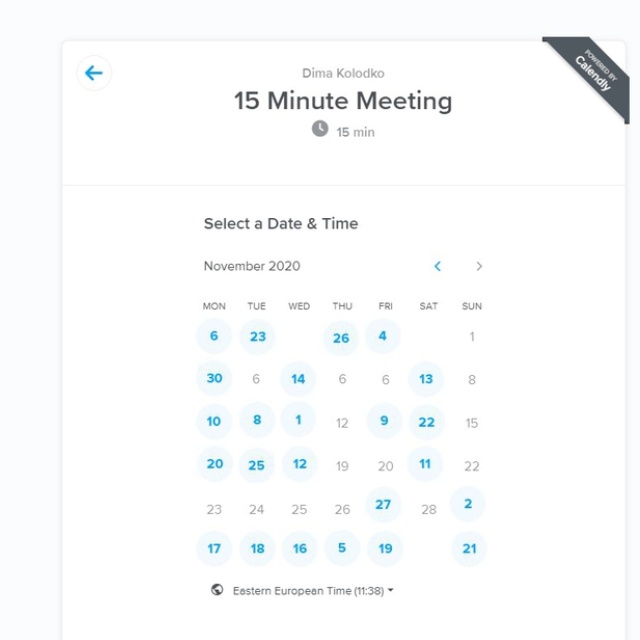 POWERED BY
Calendly
Dima Kolodko
15 Minute Meeting
15 min
Select a Date & Time
November 2020
MON TUE WED THU FRI SAT SUN
6 23 26 4 1
30 6 14 6 6 13 8
10 8 1 12 9 22 15
20 25 12 19 20 11 22
23 24 25 26 27 28 2
17 18 16 5 19 21
Eastern European Time (11:38)